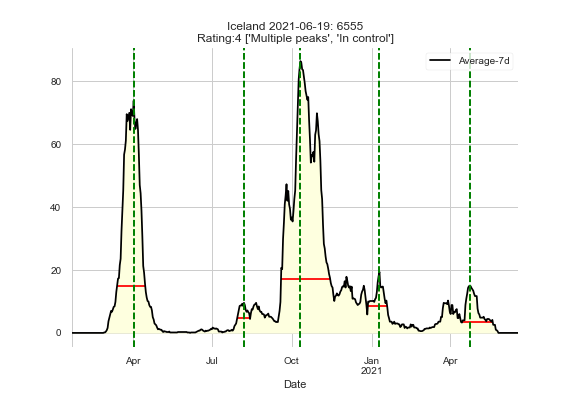 Iceland 2021-06-19: 6555
Rating:4 ['Multiple peaks', 'In control']
Average-7d
80
60
40
20
0
Apr
Jul
Oct
Jan
2021
Apr
Date